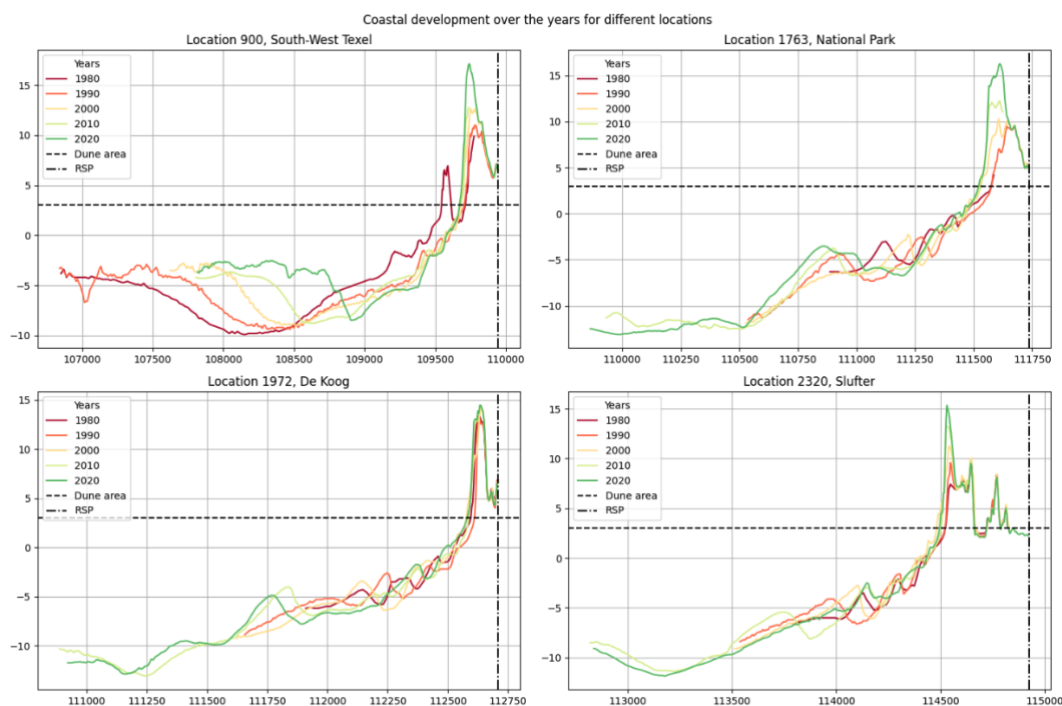 Coastal development over the years for different locations
Location 900, South-West Texel
Years
1980
1990
2000
2010
2020
Dune area
RSP
15
10
5
0
−5
−10
107000 107500 108000 108500 109000 109500 110000
Location 1763, National Park
Years
1980
1990
2000
2010
2020
Dune area
RSP
15
10
5
0
−5
−10
110000 110250 110500 110750 111000 111250 111500 111750
Location 1972, De Koog
Years
1980
1990
2000
2010
2020
Dune area
RSP
15
10
5
0
−5
−10
111000 111250 111500 111750 112000 112250 112500 112750
Location 2320, Slufter
Years
1980
1990
2000
2010
2020
Dune area
RSP
15
10
5
0
−5
−10
113000 113500 114000 114500 115000